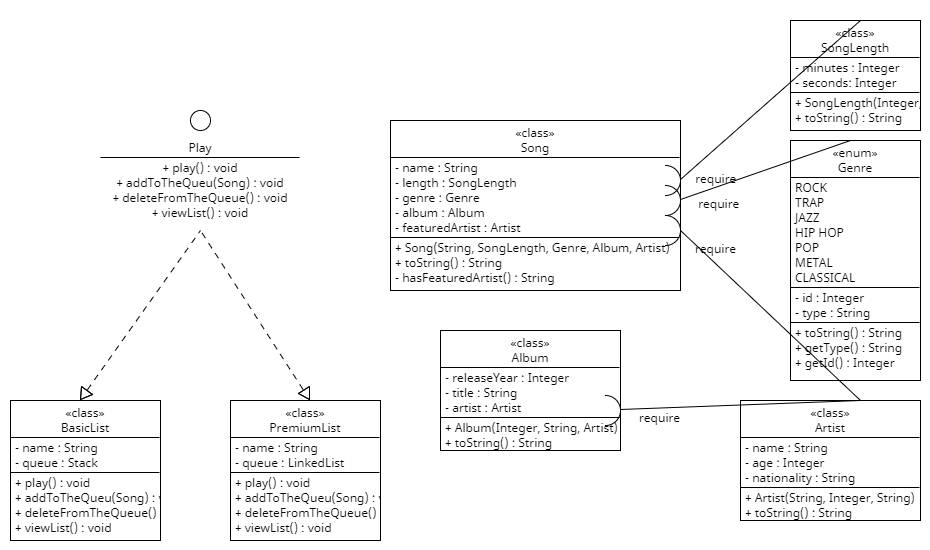 «class»
SongLength
- minutes : Integer
- seconds: Integer
+ SongLength(Integer,
+ toString() : String
Play
+ play() : void
+ addToTheQueu(Song) : void
+ deleteFromTheQueue() : void
+ viewList() : void
«class»
Song
- name : String
- length : SongLength
- genre : Genre
- album : Album
- featuredArtist : Artist
+ Song(String, SongLength, Genre, Album, Artist)
+ toString() : String
- hasFeaturedArtist() : String
require
require
require
«enum»
Genre
ROCK
TRAP
JAZZ
HIP HOP
POP
METAL
CLASSICAL
- id : Integer
- type : String
+ toString() : String
+ getType() : String
+ getId() : Integer
«class»
Album
- releaseYear : Integer
- title : String
- artist : Artist
+ Album(Integer, String, Artist)
+ toString() : String
require
«class»
BasicList
- name : String
- queue : Stack
+ play() : void
+ addToTheQueu(Song) :
+ deleteFromTheQueue()
+ viewList() : void
«class»
PremiumList
- name : String
- queue : LinkedList
+ play() : void
+ addToTheQueu(Song) :
+ deleteFromTheQueue()
+ viewList() : void
«class»
Artist
- name : String
- age : Integer
- nationality : String
+ Artist(String, Integer, String)
+ toString() : String